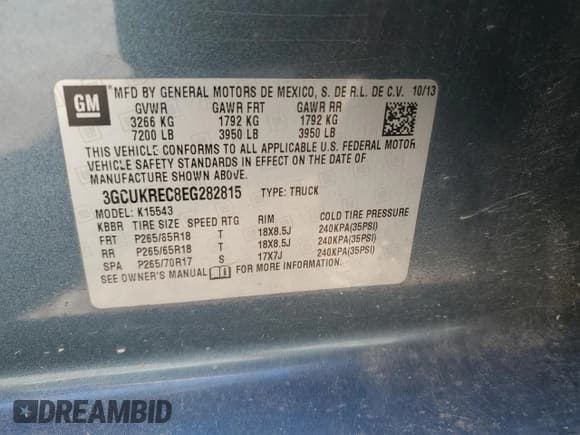 GM
MFD BY GENERAL MOTORS DE MEXICO, S. DE R.L. DE C.V. 10/13
GVWR GAWR FRT GAWR RR
3266 KG 1792 KG 1792 KG
7200 LB 3950 LB 3950 LB
THIS VEHICLE CONFORMS TO ALL APPLICABLE U.S. FEDERAL MOTOR
VEHICLE SAFETY STANDARDS IN EFFECT ON THE DATE OF
MANUFACTURE SHOWN ABOVE.
3GCUKREC8EG282815 TYPE: TRUCK
MODEL: K15543
KBBR TIRE SIZE SPEED RTG RIM COLD TIRE PRESSURE
FRT P265/65R18 T 18X8.5J 240KPA(35PSI)
RR P265/65R18 T 18X8.5J 240KPA(35PSI)
SPA P265/70R17 S 17X7J 240KPA(35PSI)
SEE OWNER'S MANUAL FOR MORE INFORMATION.
DREAMBID